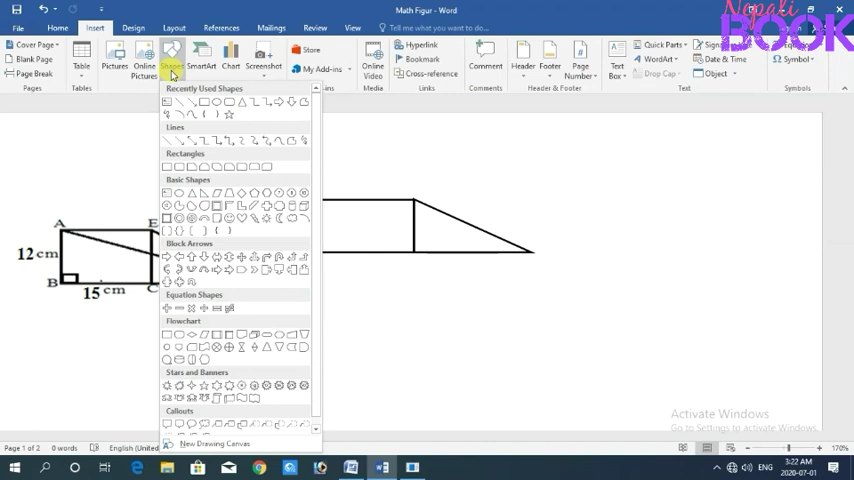 Math Figur - Word
Nepali
BOOK
File
Home
Insert
Design
Layout
References
Mailings
Review
View
Tell me what you want to do...
Cover Page
Blank Page
Page Break
Pages
Table
Tables
Pictures
Online
Pictures
Shapes
SmartArt
Chart
Screenshot
Store
My Add-ins
Online
Video
Media
Hyperlink
Bookmark
Cross-reference
Links
Comment
Comments
Header
Footer
Page
Number
Header & Footer
Text
Box
Quick Parts
WordArt
Drop Cap
Date & Time
Object
Text
Symbol
Symbols
Recently Used Shapes
Lines
Rectangles
Basic Shapes
Block Arrows
Equation Shapes
Flowchart
Stars and Banners
Callouts
New Drawing Canvas
A
E
12 cm
B
C
15 cm
Activate Windows
Go to Settings to activate Windows.
Page 1 of 2
0 words
English (United
170%
ENG
3:22 AM
2020-07-01